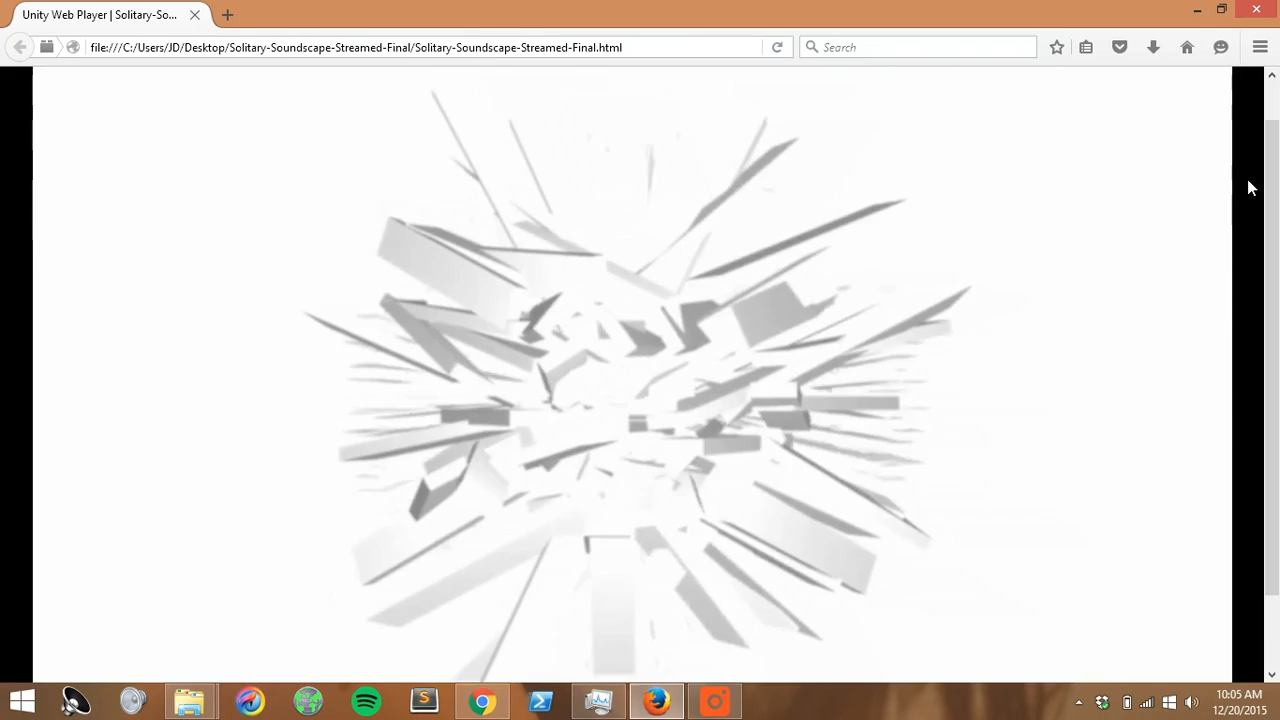 Unity Web Player | Solitary-So...
file:///C:/Users/JD/Desktop/Solitary-Soundscape-Streamed-Final/Solitary-Soundscape-Streamed-Final.html
Search
S
10:05 AM
12/20/2015